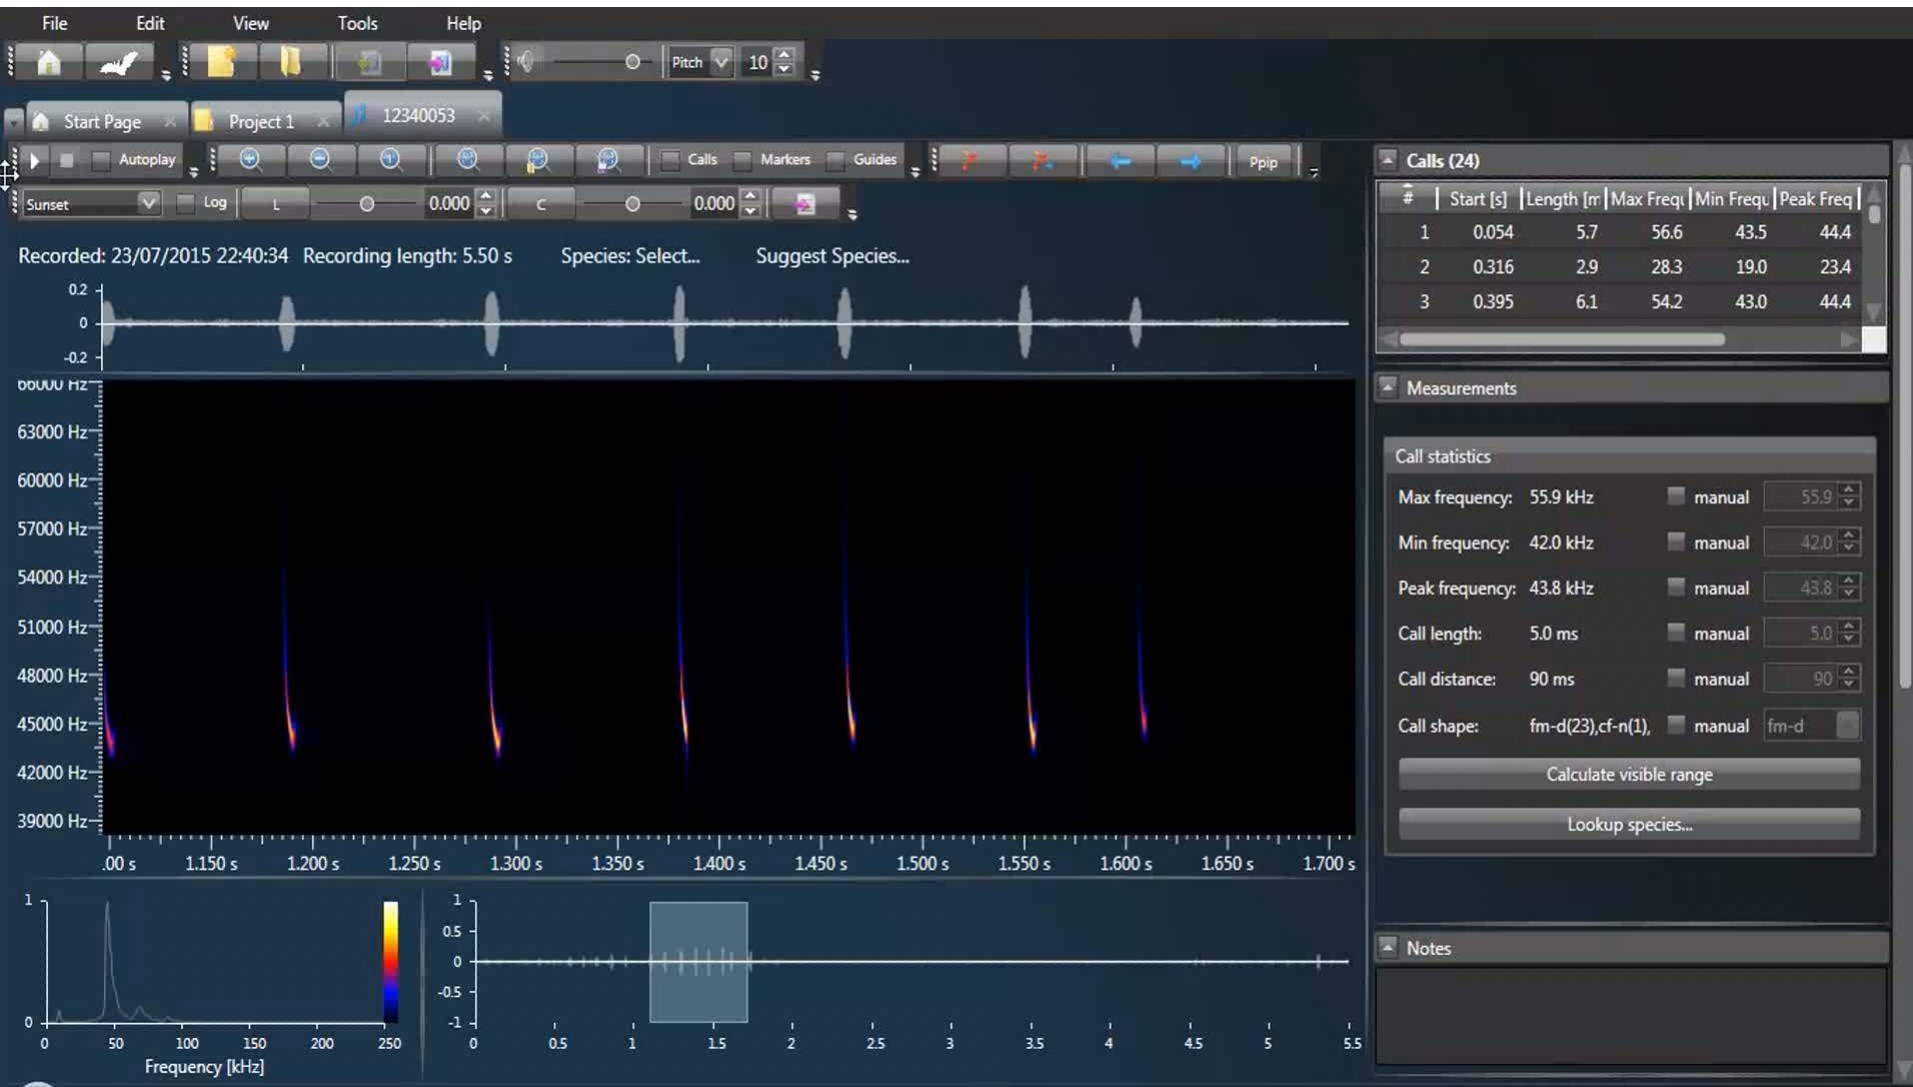 File Edit View Tools Help
Pitch 10
Start Page Project 1 12340053
Autoplay Calls Markers Guides Ppip
Sunset Log L 0.000 C 0.000
Recorded: 23/07/2015 22:40:34 Recording length: 5.50 s Species: Select... Suggest Species...
0.2
0
-0.2
66000 Hz
63000 Hz
60000 Hz
57000 Hz
54000 Hz
51000 Hz
48000 Hz
45000 Hz
42000 Hz
39000 Hz
.00 s 1.150 s 1.200 s 1.250 s 1.300 s 1.350 s 1.400 s 1.450 s 1.500 s 1.550 s 1.600 s 1.650 s 1.700 s
1
0
0 50 100 150 200 250
Frequency [kHz]
1
0.5
0
-0.5
-1
0 0.5 1 1.5 2 2.5 3 3.5 4 4.5 5 5.5
Calls (24)
# Start [s] Length [m Max Frequ Min Frequ Peak Freq
1 0.054 5.7 56.6 43.5 44.4
2 0.316 2.9 28.3 19.0 23.4
3 0.395 6.1 54.2 43.0 44.4
Measurements
Call statistics
Max frequency: 55.9 kHz manual 55.9
Min frequency: 42.0 kHz manual 42.0
Peak frequency: 43.8 kHz manual 43.8
Call length: 5.0 ms manual 5.0
Call distance: 90 ms manual 90
Call shape: fm-d(23),cf-n(1), manual fm-d
Calculate visible range
Lookup species...
Notes